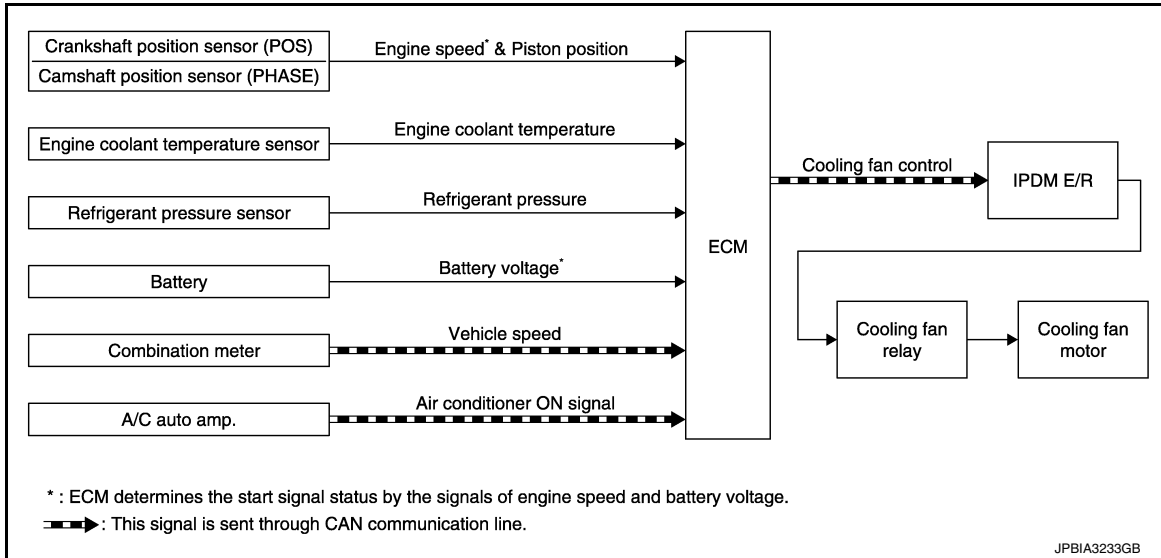 Crankshaft position sensor (POS)
Camshaft position sensor (PHASE)
Engine speed* & Piston position
Engine coolant temperature sensor
Engine coolant temperature
Refrigerant pressure sensor
Refrigerant pressure
Battery
Battery voltage*
Combination meter
Vehicle speed
A/C auto amp.
Air conditioner ON signal
ECM
Cooling fan control
IPDM E/R
Cooling fan
relay
Cooling fan
motor
* : ECM determines the start signal status by the signals of engine speed and battery voltage.
: This signal is sent through CAN communication line.
JPBIA3233GB